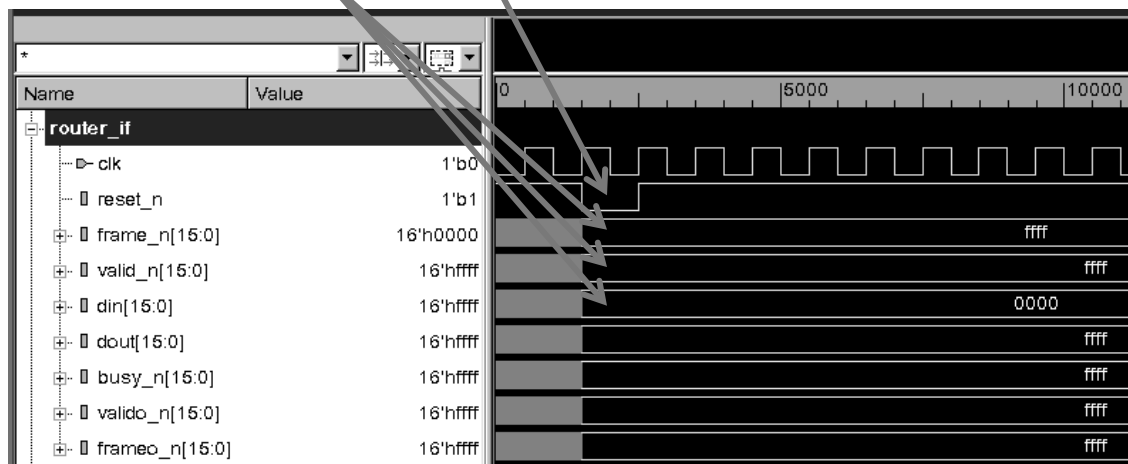 *
Name Value 0 5000 10000
router_if
clk 1'b0
reset_n 1'b1
frame_n[15:0] 16'h0000 ffff
valid_n[15:0] 16'hffff ffff
din[15:0] 16'hffff 0000
dout[15:0] 16'hffff ffff
busy_n[15:0] 16'hffff ffff
valido_n[15:0] 16'hffff ffff
frameo_n[15:0] 16'hffff ffff